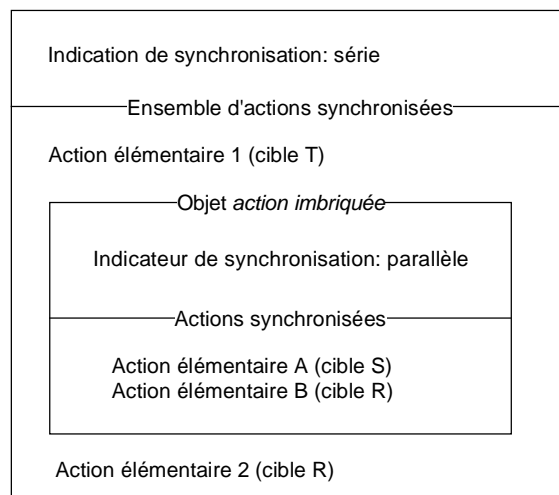 Indication de synchronisation: série
Ensemble d'actions synchronisées
Action élémentaire 1 (cible T)
Objet action imbriquée
Indicateur de synchronisation: parallèle
Actions synchronisées
Action élémentaire A (cible S)
Action élémentaire B (cible R)
Action élémentaire 2 (cible R)